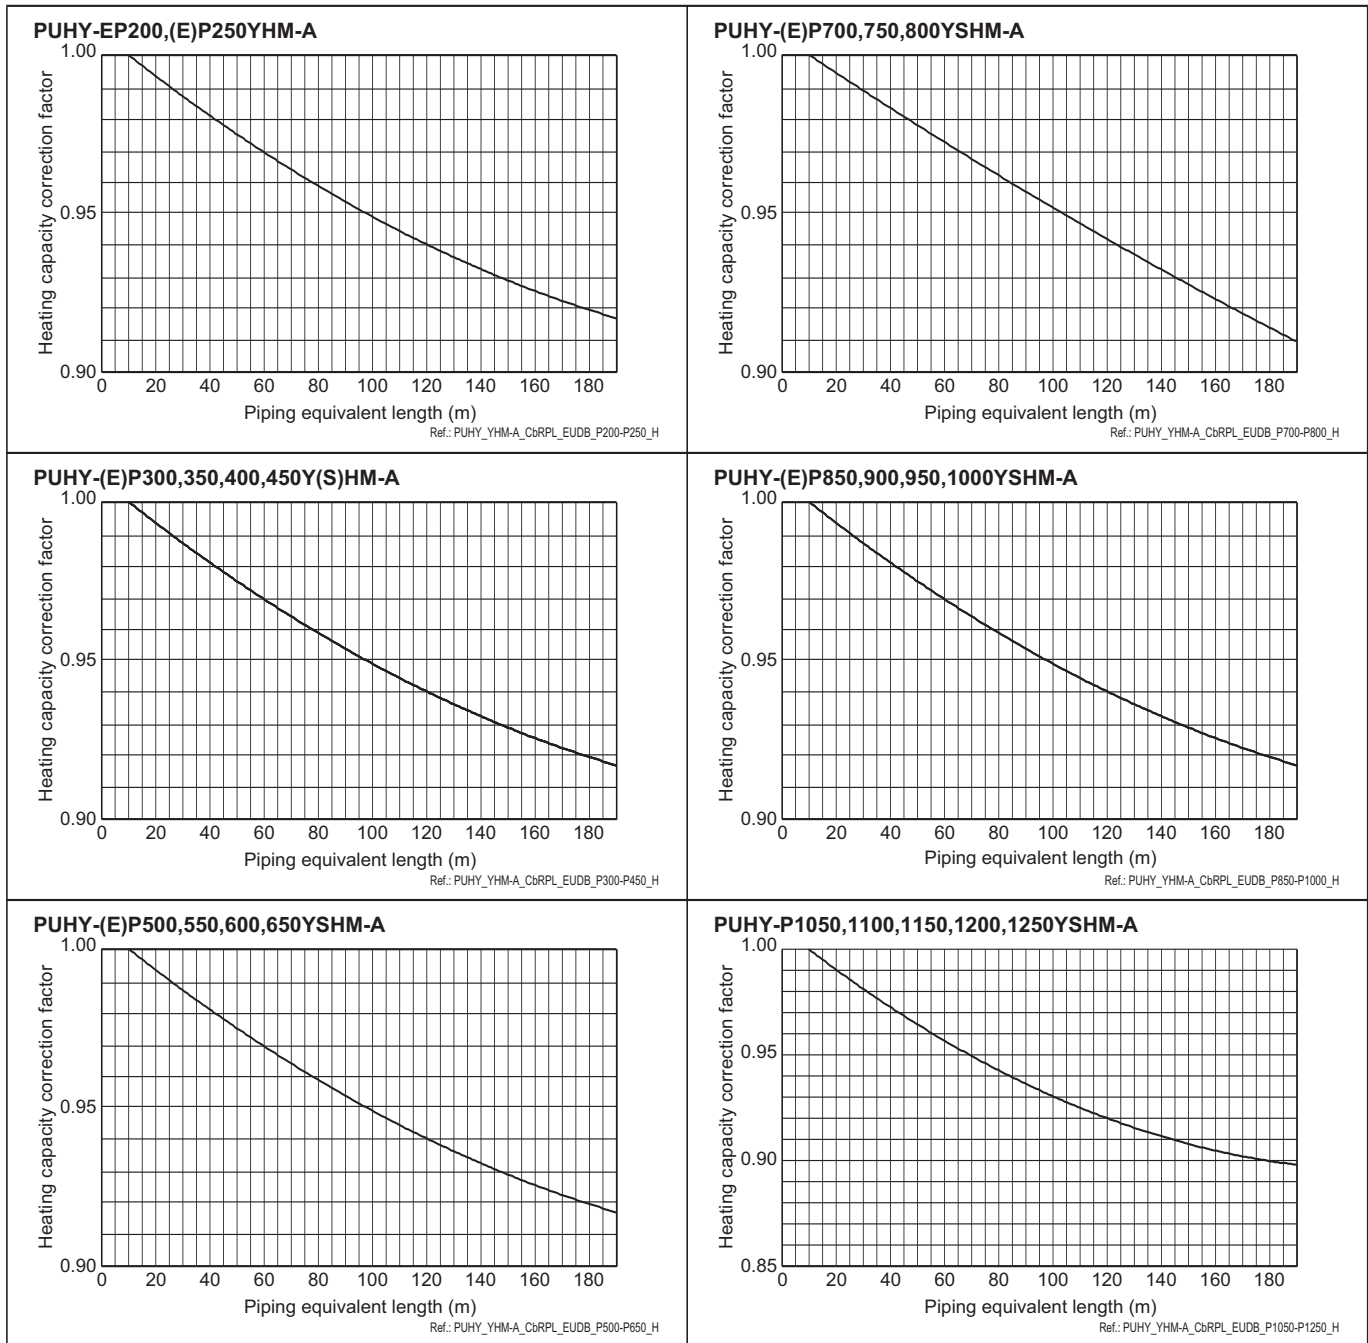 PUHY-EP200,(E)P250YHM-A
Heating capacity correction factor
1.00
0.95
0.90
0 20 40 60 80 100 120 140 160 180
Piping equivalent length (m)
Ref.: PUHY_YHM-A_CbRPL_EUDB_P200-P250_H
PUHY-(E)P700,750,800YSHM-A
Heating capacity correction factor
1.00
0.95
0.90
0 20 40 60 80 100 120 140 160 180
Piping equivalent length (m)
Ref.: PUHY_YHM-A_CbRPL_EUDB_P700-P800_H
PUHY-(E)P300,350,400,450Y(S)HM-A
Heating capacity correction factor
1.00
0.95
0.90
0 20 40 60 80 100 120 140 160 180
Piping equivalent length (m)
Ref.: PUHY_YHM-A_CbRPL_EUDB_P300-P450_H
PUHY-(E)P850,900,950,1000YSHM-A
Heating capacity correction factor
1.00
0.95
0.90
0 20 40 60 80 100 120 140 160 180
Piping equivalent length (m)
Ref.: PUHY_YHM-A_CbRPL_EUDB_P850-P1000_H
PUHY-(E)P500,550,600,650YSHM-A
Heating capacity correction factor
1.00
0.95
0.90
0 20 40 60 80 100 120 140 160 180
Piping equivalent length (m)
Ref.: PUHY_YHM-A_CbRPL_EUDB_P500-P650_H
PUHY-P1050,1100,1150,1200,1250YSHM-A
Heating capacity correction factor
1.00
0.95
0.90
0.85
0 20 40 60 80 100 120 140 160 180
Piping equivalent length (m)
Ref.: PUHY_YHM-A_CbRPL_EUDB_P1050-P1250_H